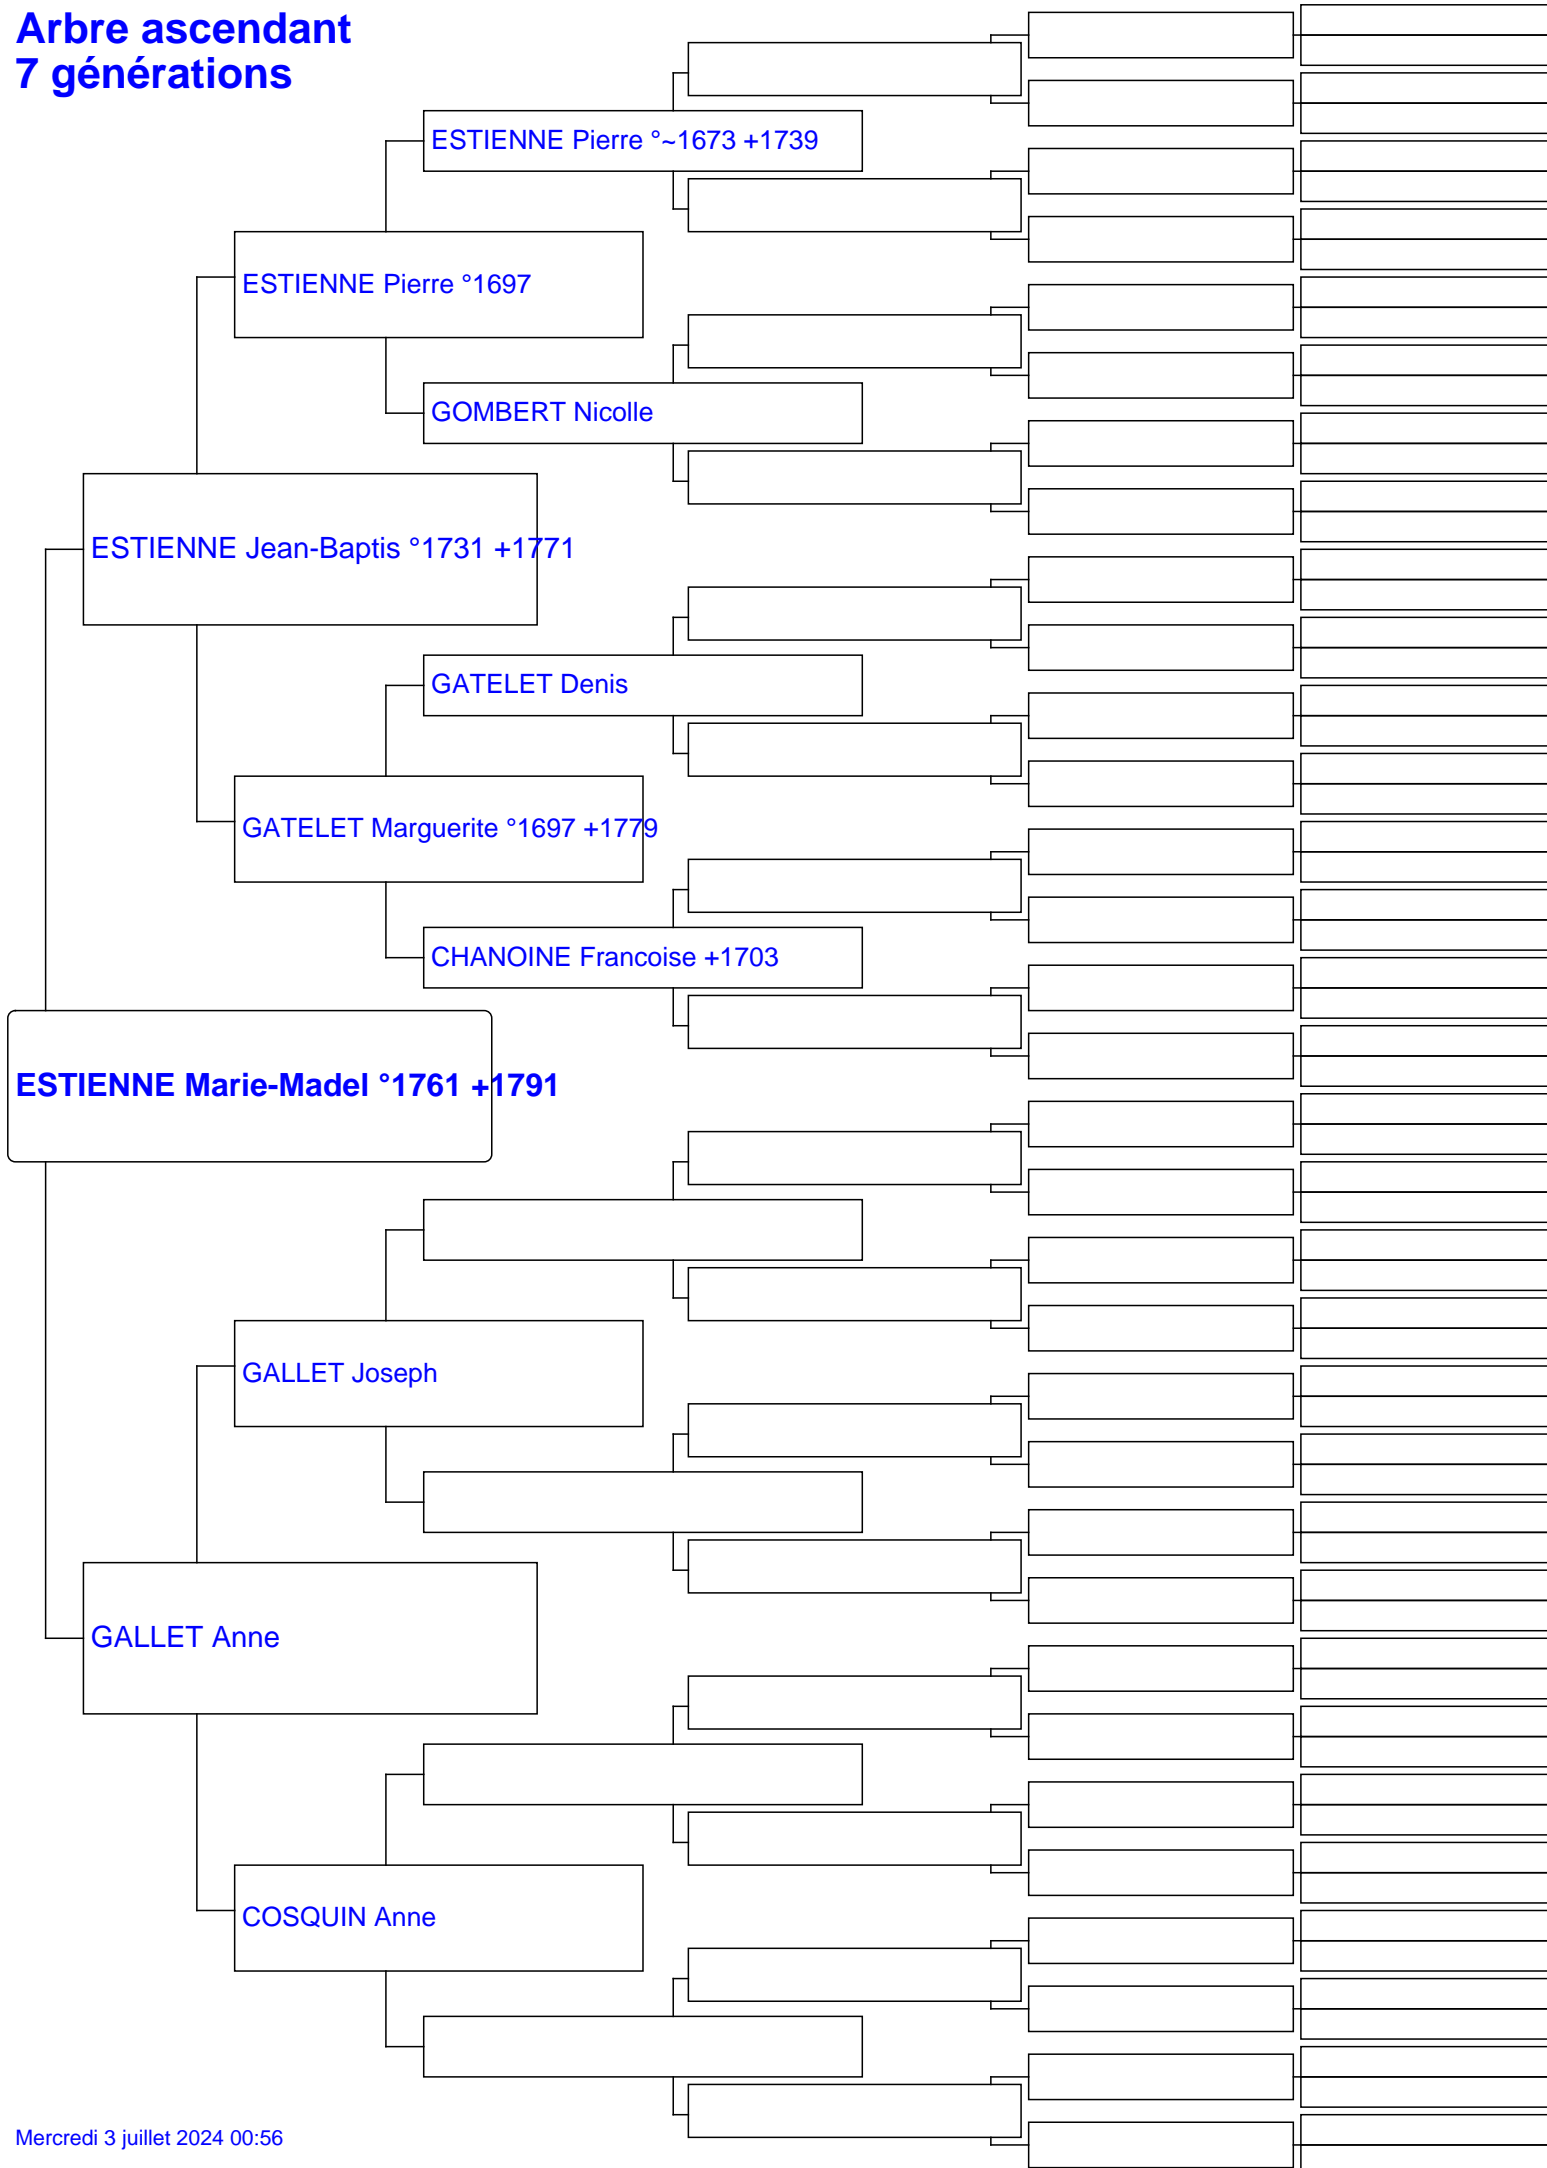 Arbre ascendant
7 générations
ESTIENNE Pierre °~1673 +1739
ESTIENNE Pierre °1697
GOMBERT Nicolle
ESTIENNE Jean-Baptis °1731 +1771
GATELET Denis
GATELET Marguerite °1697 +1779
CHANOINE Francoise +1703
ESTIENNE Marie-Madel °1761 +1791
GALLET Joseph
GALLET Anne
COSQUIN Anne
Mercredi 3 juillet 2024 00:56